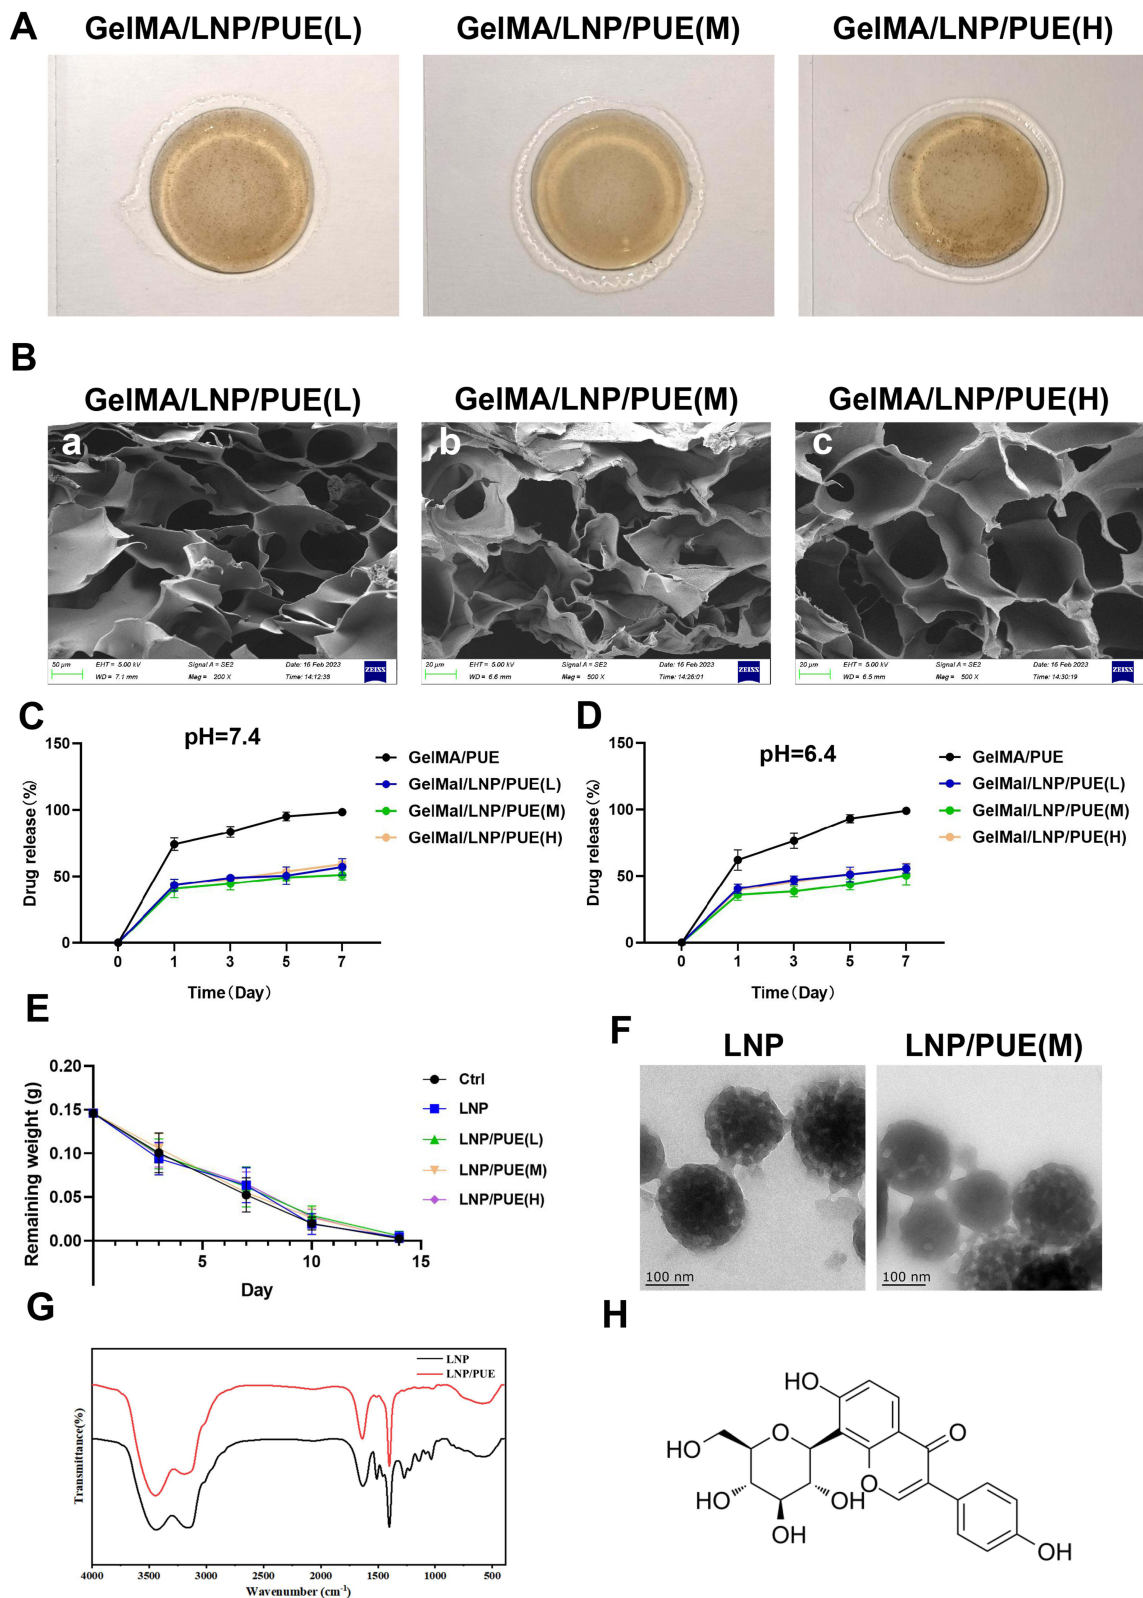 A
GelMA/LNP/PUE(L)
GelMA/LNP/PUE(M)
GelMA/LNP/PUE(H)
B
GelMA/LNP/PUE(L)
GelMA/LNP/PUE(M)
GelMA/LNP/PUE(H)
a
b
c
50 µm
EHT = 5.00 kV
Signal A = SE2
Date: 16 Feb 2023
WD = 7.1 mm
Mag = 200 X
Time: 14:12:38
ZEISS
20 µm
EHT = 5.00 kV
Signal A = SE2
Date: 16 Feb 2023
WD = 6.6 mm
Mag = 500 X
Time: 14:26:01
ZEISS
20 µm
EHT = 5.00 kV
Signal A = SE2
Date: 16 Feb 2023
WD = 6.5 mm
Mag = 500 X
Time: 14:30:19
ZEISS
C
pH=7.4
150
100
50
0
Drug release(%)
0 1 3 5 7
Time(Day)
GelMA/PUE
GelMal/LNP/PUE(L)
GelMal/LNP/PUE(M)
GelMal/LNP/PUE(H)
D
pH=6.4
150
100
50
0
Drug release(%)
0 1 3 5 7
Time(Day)
GelMA/PUE
GelMal/LNP/PUE(L)
GelMal/LNP/PUE(M)
GelMal/LNP/PUE(H)
E
0.20
0.15
0.10
0.05
0.00
Remaining weight (g)
5 10 15
Day
Ctrl
LNP
LNP/PUE(L)
LNP/PUE(M)
LNP/PUE(H)
F
LNP
LNP/PUE(M)
100 nm
100 nm
G
LNP
LNP/PUE
Transmittance(%)
4000 3500 3000 2500 2000 1500 1000 500
Wavenumber (cm-1)
H
HO
O
O
HO
HO
OH
O
OH
OH